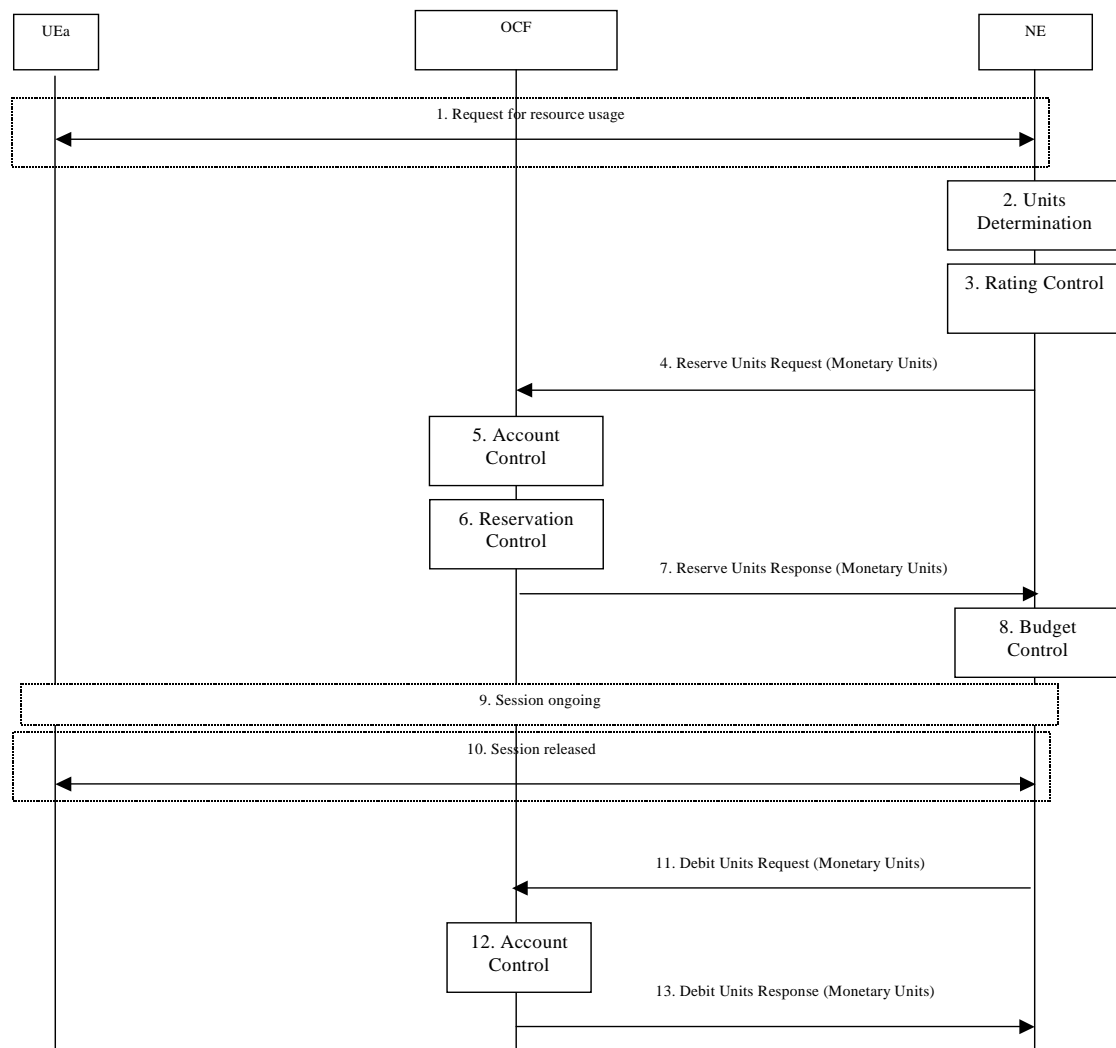 UEa
OCF
NE
1. Request for resource usage
2. Units
Determination
3. Rating Control
4. Reserve Units Request (Monetary Units)
5. Account
Control
6. Reservation
Control
7. Reserve Units Response (Monetary Units)
8. Budget
Control
9. Session ongoing
10. Session released
11. Debit Units Request (Monetary Units)
12. Account
Control
13. Debit Units Response (Monetary Units)